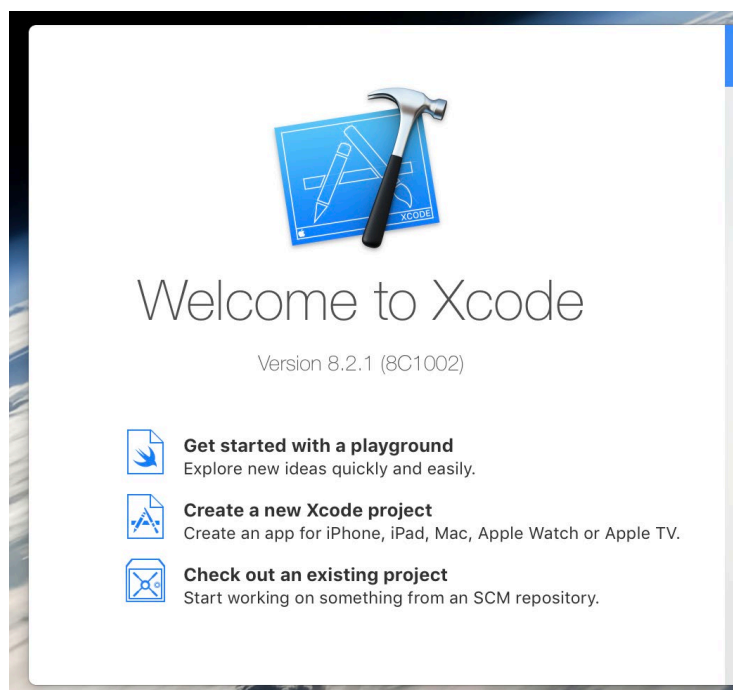 XCODE
Welcome to Xcode
Version 8.2.1 (8C1002)
Get started with a playground
Explore new ideas quickly and easily.
Create a new Xcode project
Create an app for iPhone, iPad, Mac, Apple Watch or Apple TV.
Check out an existing project
Start working on something from an SCM repository.